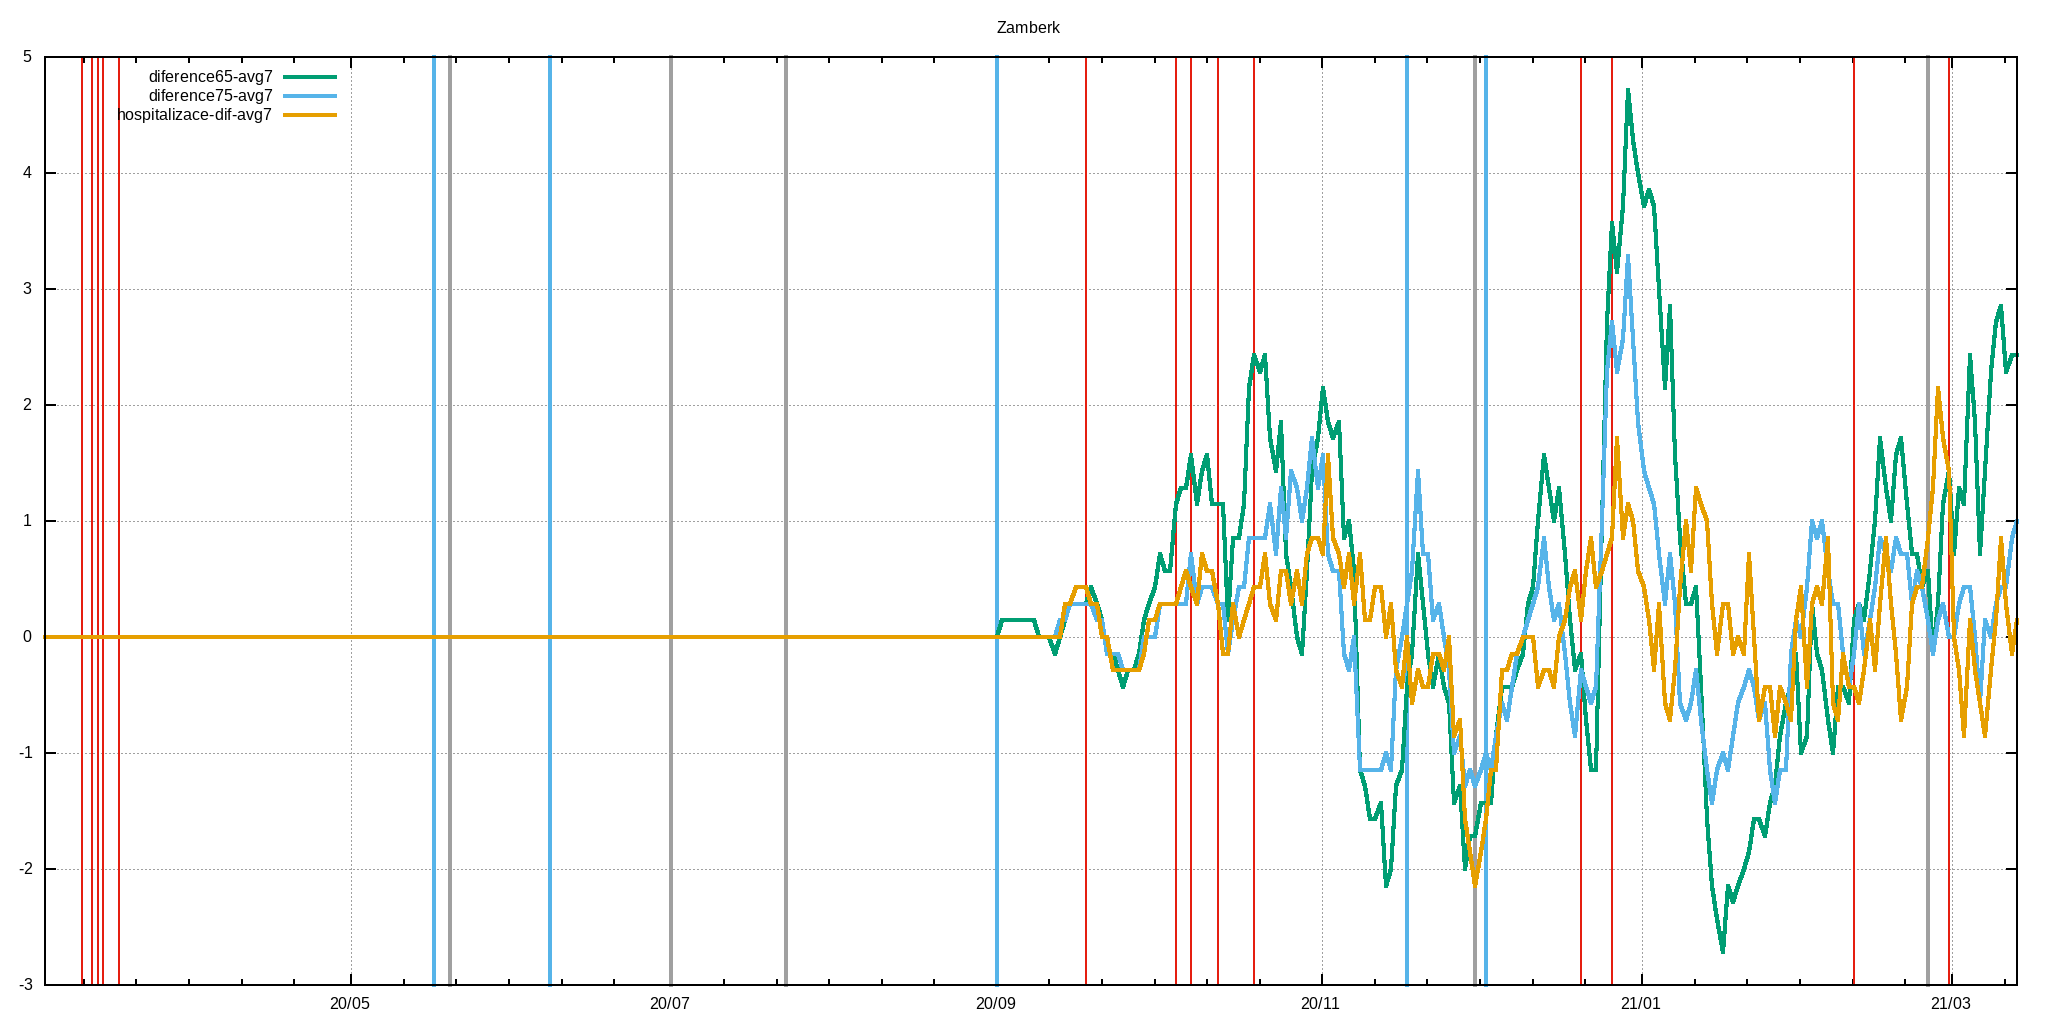 Zamberk
5
diference65-avg7
diference75-avg7
hospitalizace-dif-avg7
4
3
2
1
0
-1
-2
-3
20/05 20/07 20/09 20/11 21/01 21/03